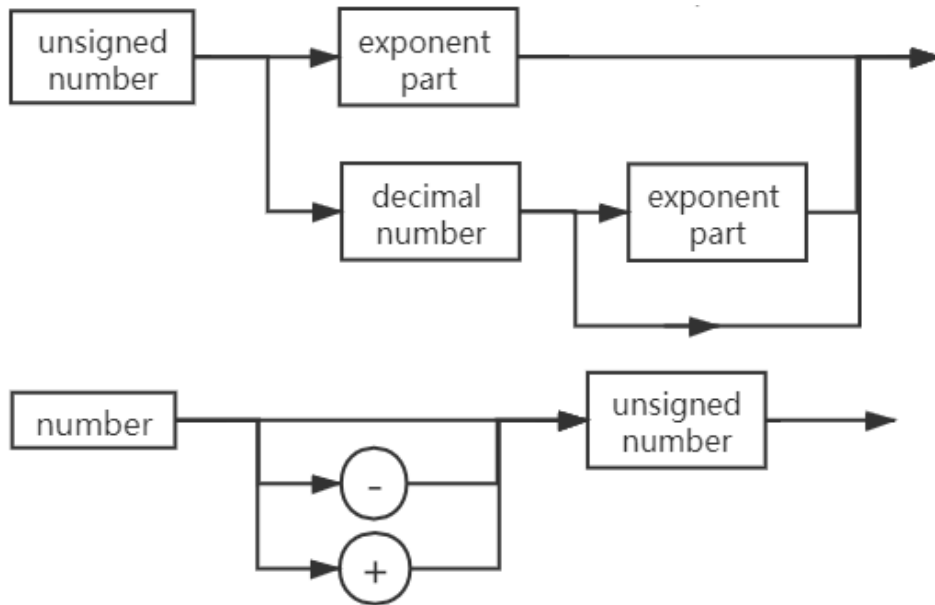 unsigned
number
exponent
part
decimal
number
exponent
part
number
-
+
unsigned
number